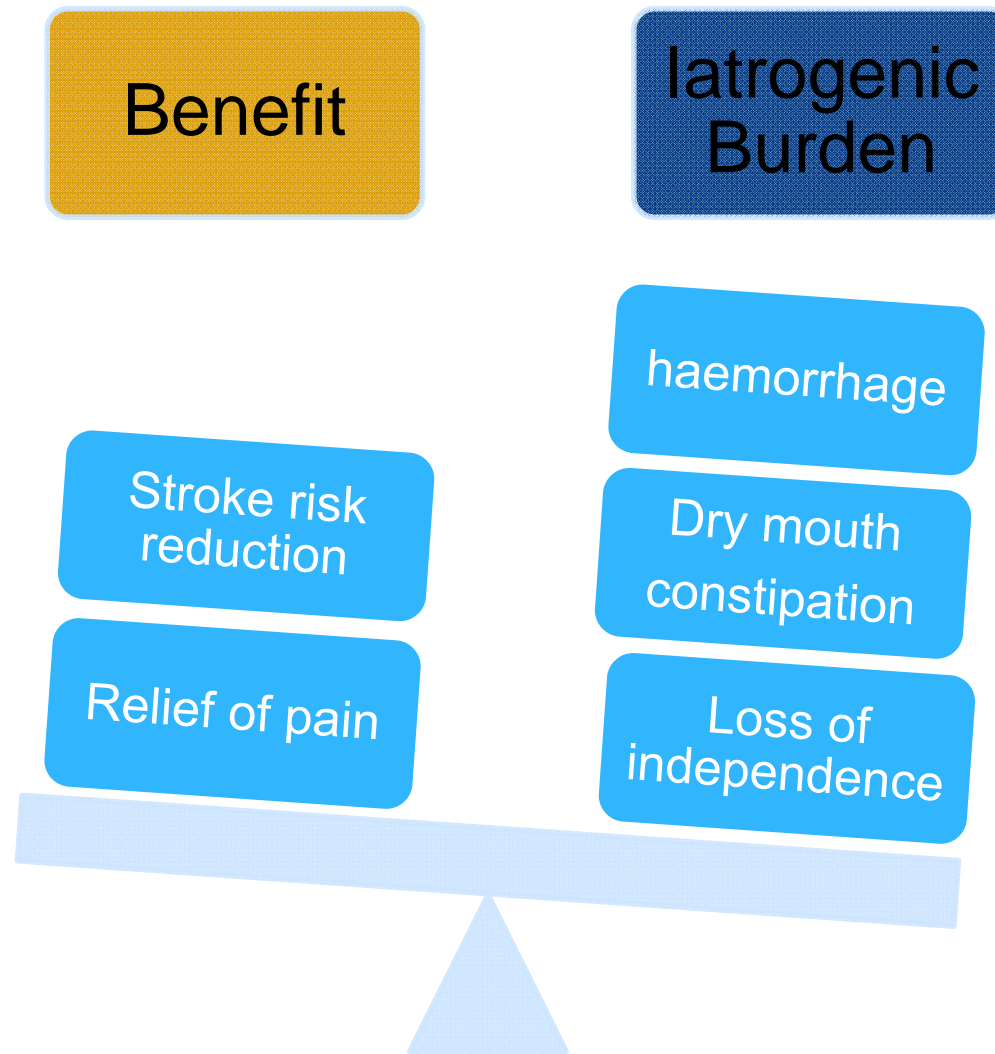 Benefit
Iatrogenic
Burden
haemorrhage
Stroke risk
reduction
Dry mouth
constipation
Relief of pain
Loss of
independence